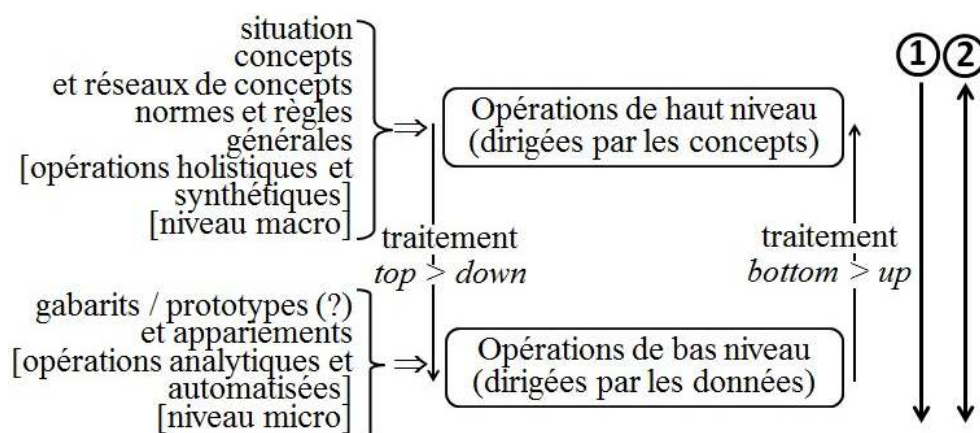 situation
concepts
et réseaux de concepts
normes et règles
générales
[opérations holistiques et
synthétiques]
[niveau macro]
⇒
Opérations de haut niveau
(dirigées par les concepts)
1
2
traitement
top > down
traitement
bottom > up
gabarits / prototypes (?)
et appariements
[opérations analytiques et
automatisées]
[niveau micro]
⇒
Opérations de bas niveau
(dirigées par les données)